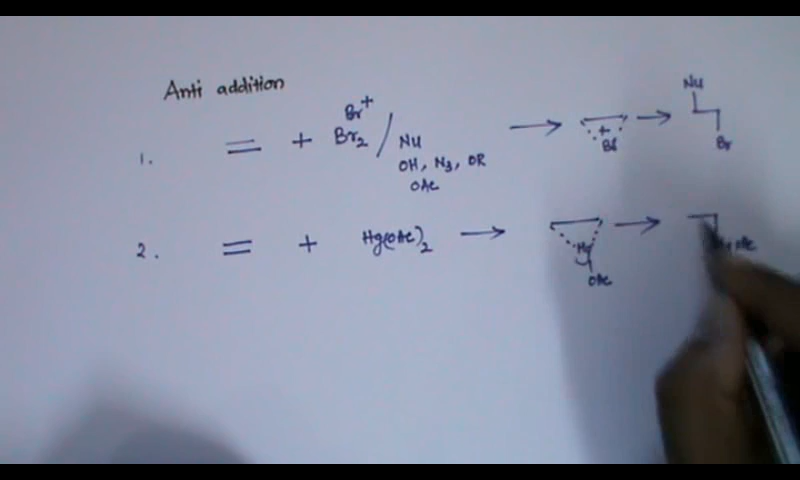 Anti addition
1. = + Br+ Br2 / Nu → + Br → Nu Br
OH, N3, OR
OAc
2. = + Hg(OAc)2 → Hg OAc →